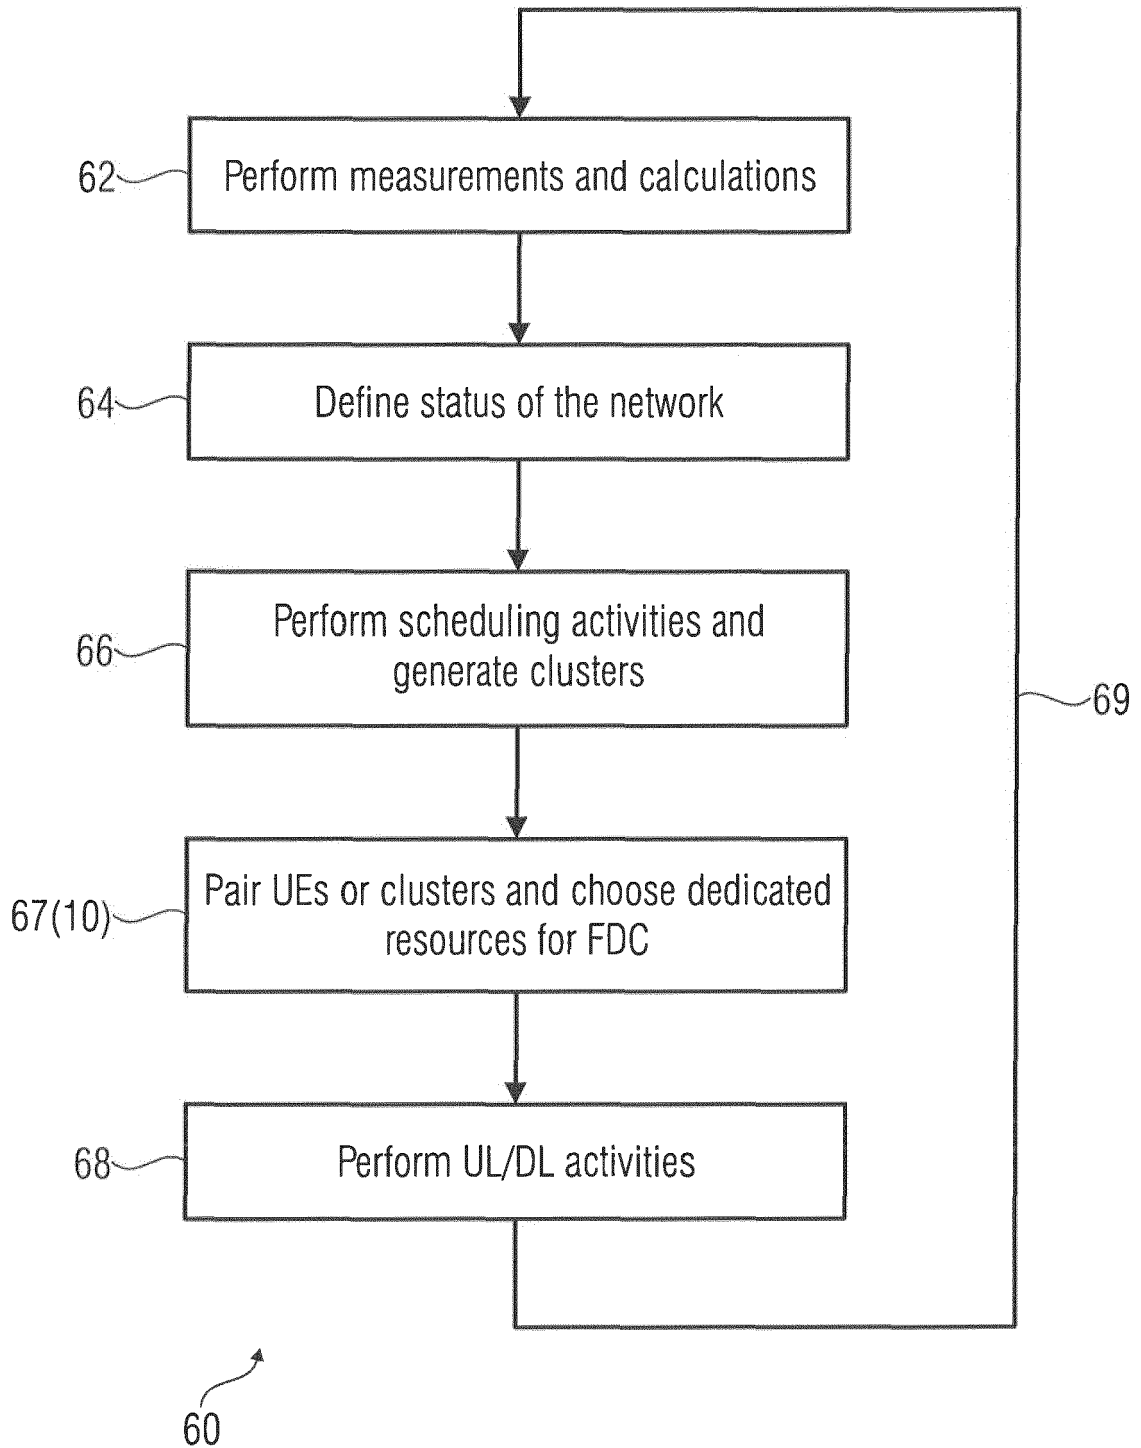 62
Perform measurements and calculations
64
Define status of the network
66
Perform scheduling activities and
generate clusters
69
67(10)
Pair UEs or clusters and choose dedicated
resources for FDC
68
Perform UL/DL activities
60